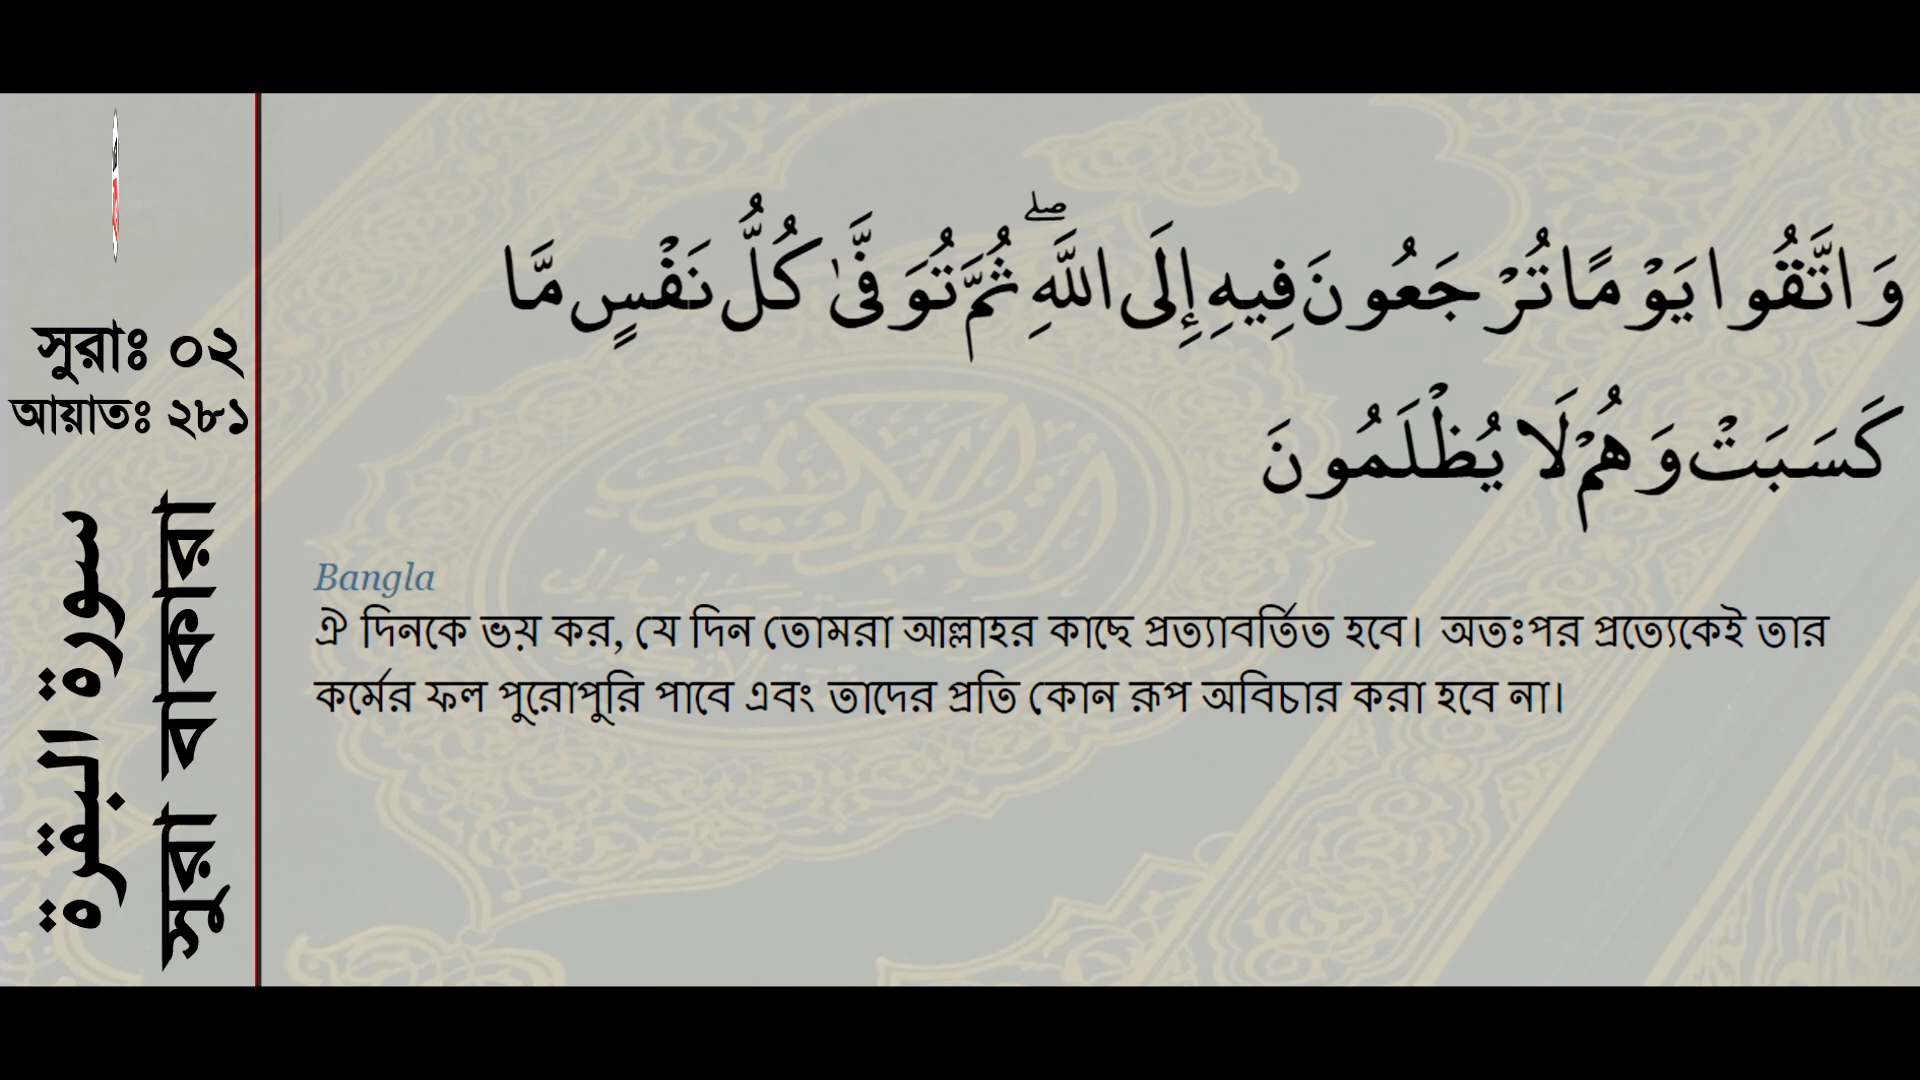 সুরাঃ ০২
আয়াতঃ ২৮১
سورة البقرة
সুরা বাকারা
وَاتَّقُوا يَوْمًا تُرْجَعُونَ فِيهِ إِلَى اللَّهِ ۖ ثُمَّ تُوَفَّىٰ كُلُّ نَفْسٍ مَّا
كَسَبَتْ وَهُمْ لَا يُظْلَمُونَ
Bangla
ঐ দিনকে ভয় কর, যে দিন তোমরা আল্লাহর কাছে প্রত্যাবর্তিত হবে। অতঃপর প্রত্যেকেই তার
কর্মের ফল পুরোপুরি পাবে এবং তাদের প্রতি কোন রূপ অবিচার করা হবে না।